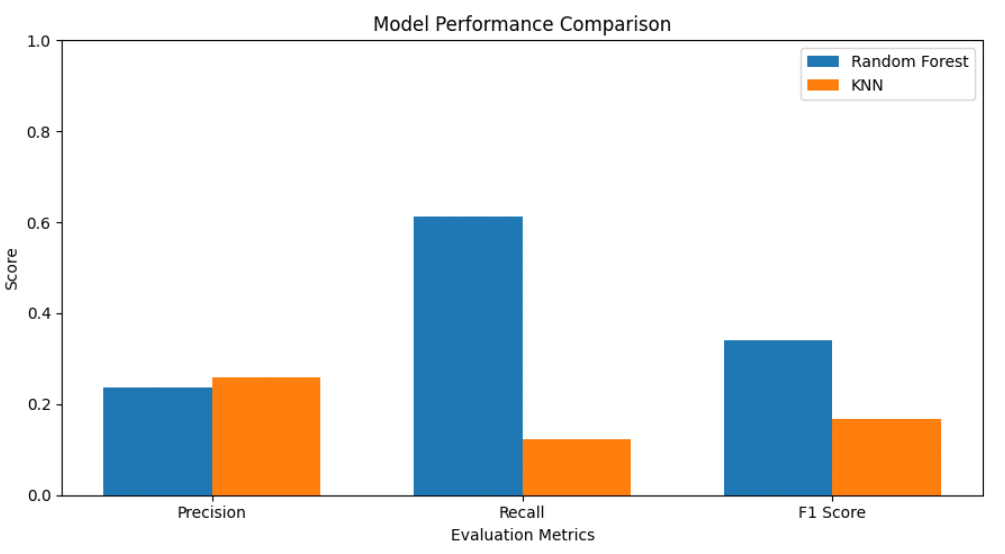 Model Performance Comparison
Random Forest
KNN
1.0
0.8
0.6
0.4
0.2
0.0
Score
Precision
Recall
F1 Score
Evaluation Metrics